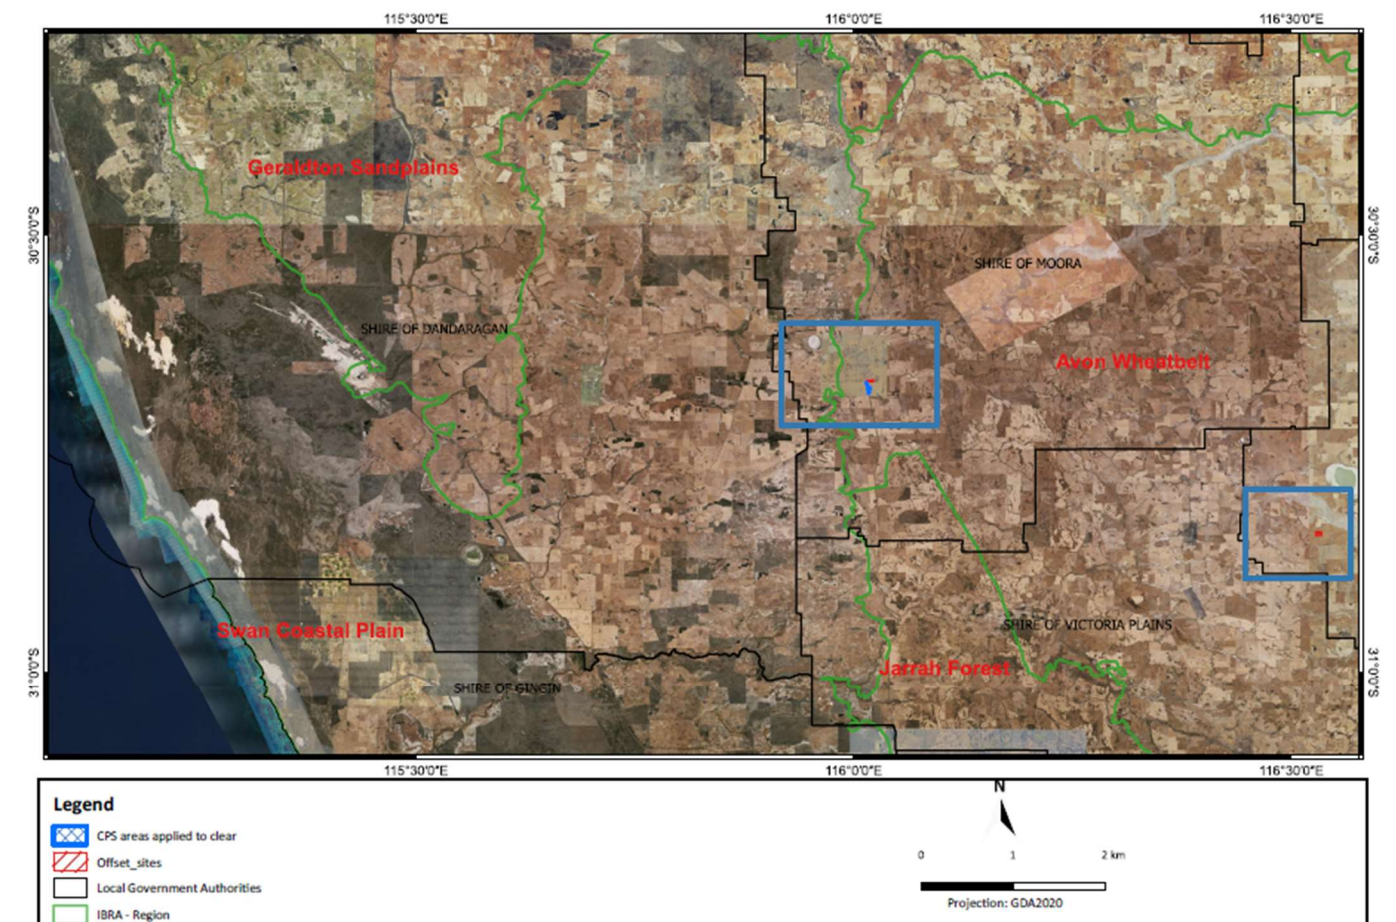 115°30'0"E 116°0'0"E 116°30'0"E
Geraldton Sandplains
30°30'0"S 30°30'0"S
SHIRE OF MOORA
SHIRE OF DANDARAGAN
Avon Wheatbelt
SHIRE OF VICTORIA PLAINS
Swan Coastal Plain
Jarrah Forest
31°0'0"S 31°0'0"S
SHIRE OF GINGIN
115°30'0"E 116°0'0"E 116°30'0"E
Legend
CPS areas applied to clear
Offset_sites
Local Government Authorities
IBRA - Region
N
0 1 2 km
Projection: GDA2020